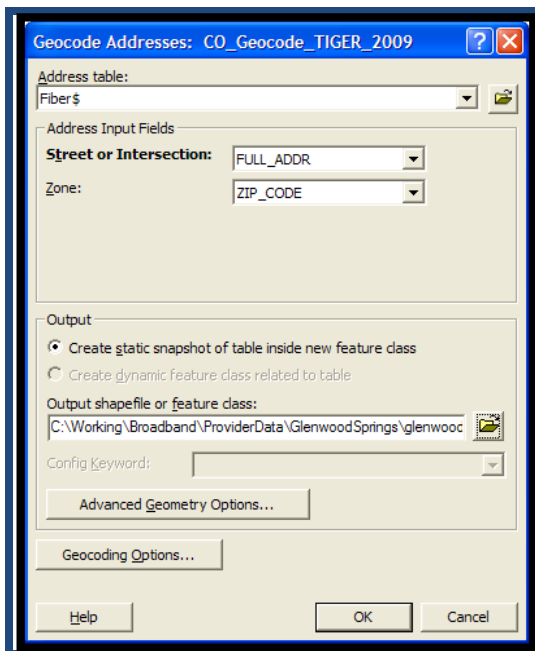 Geocode Addresses: CO_Geocode_TIGER_2009
Address table:
Fiber$
Address Input Fields
Street or Intersection: FULL_ADDR
Zone: ZIP_CODE
Output
Create static snapshot of table inside new feature class
Create dynamic feature class related to table
Output shapefile or feature class:
C:\Working\Broadband\ProviderData\GlenwoodSprings\glenwood
Config Keyword:
Advanced Geometry Options...
Geocoding Options...
Help OK Cancel